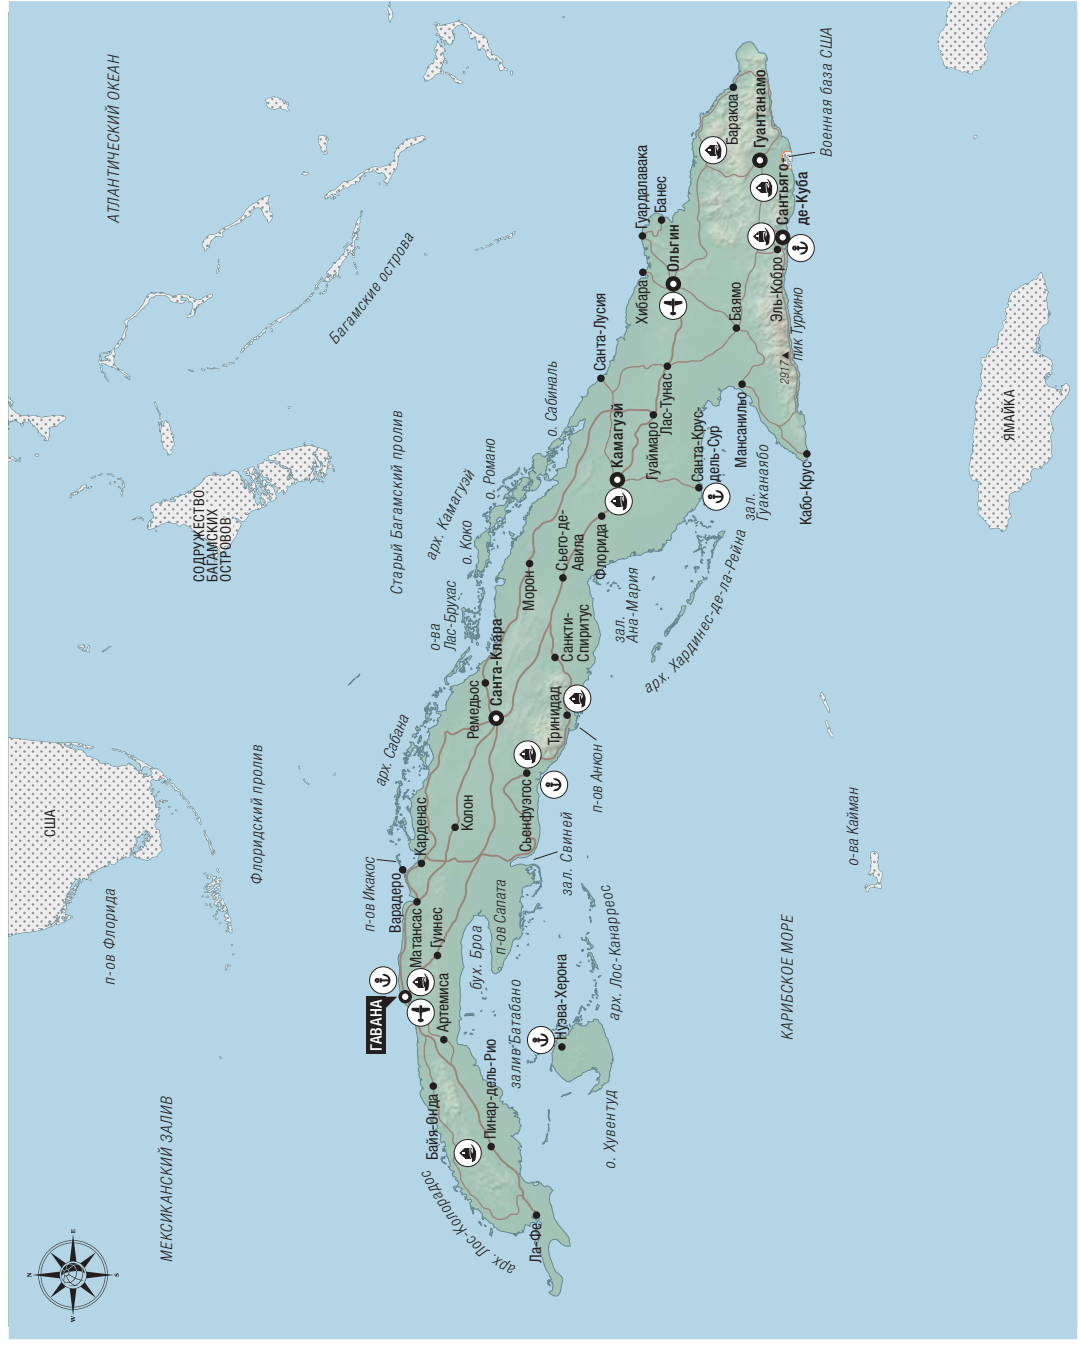 АТЛАНТИЧЕСКИЙ ОКЕАН
Багамские острова
СОДРУЖЕСТВО
БАГАМСКИХ
ОСТРОВОВ
Старый Багамский пролив
США
п-ов Флорида
Флоридский пролив
МЕКСИКАНСКИЙ ЗАЛИВ
N
E
S
W
арх. Лос-Колорадос
Ла-Фе
Байя-Онда
Пинар-дель-Рио
ГАВАНА
Артемиса
Матансас
Гуинес
п-ов Икакос
Варадеро
Карденас
Колон
арх. Сабана
бух. Броа
п-ов Сапата
залив Батабано
Нуэва-Херона
о. Хувентуд
арх. Лос-Канарреос
зал. Свиней
Сьенфуэгос
п-ов Анкон
Тринидад
Ремедьос
Санта-Клара
о-ва
Лас-Брухас
арх. Камагуэй
о. Коко
о. Романо
о. Сабиналь
Морон
Сьего-де-
Авила
Санкти-
Спиритус
Флорида
Камагуэй
зал.
Ана-Мария
арх. Хардинес-де-ла-Рейна
Гуаймаро
Лас-Тунас
Санта-Крус-
дель-Сур
Санта-Лусия
зал.
Гуаканаябо
Мансанильо
Кабо-Крус
Хибара
Гуардалавака
Банес
Ольгин
Баямо
2917
пик Туркино
Эль-Кобро
Сантьяго-
де-Куба
Гуантанамо
Баракоа
Военная база США
ЯМАЙКА
о-ва Кайман
КАРИБСКОЕ МОРЕ